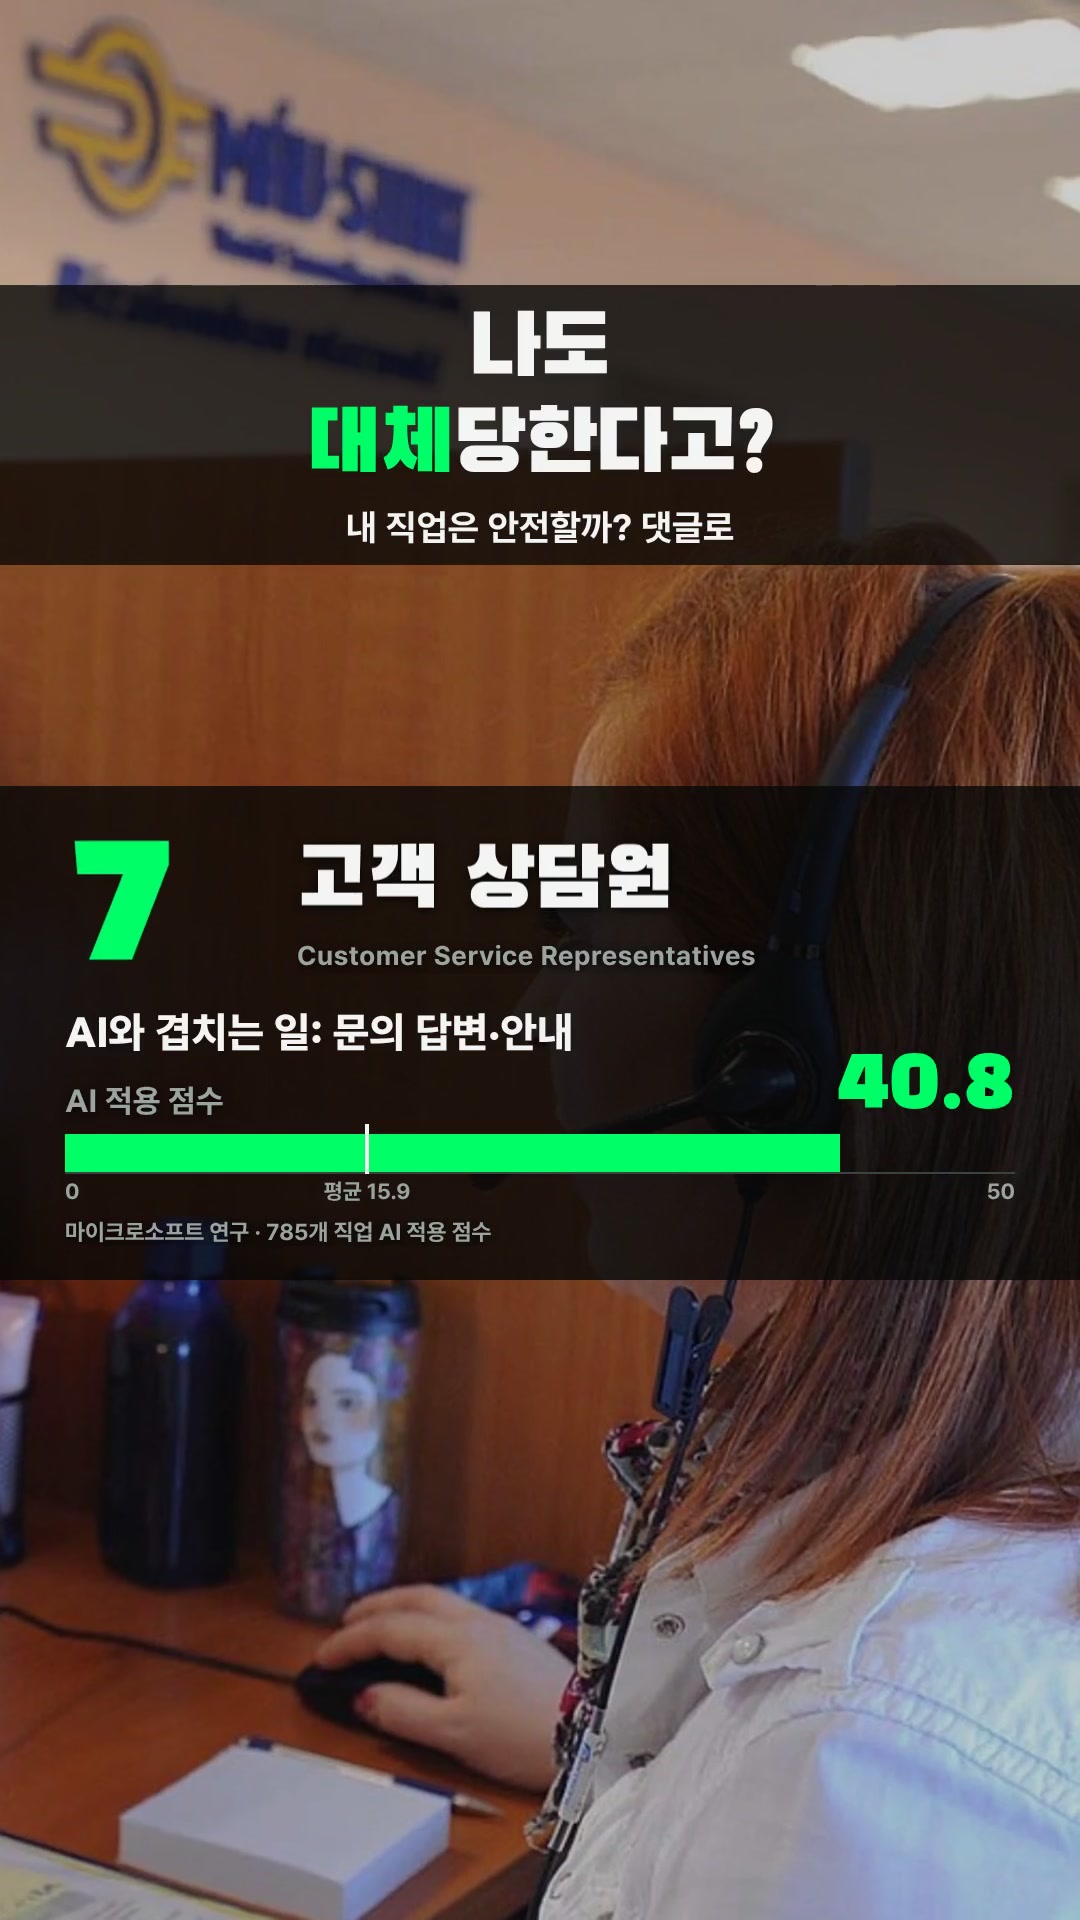 나도
대체당한다고?
내 직업은 안전할까? 댓글로
7
고객 상담원
Customer Service Representatives
AI와 겹치는 일: 문의 답변·안내
AI 적용 점수
40.8
0
평균 15.9
50
마이크로소프트 연구 · 785개 직업 AI 적용 점수